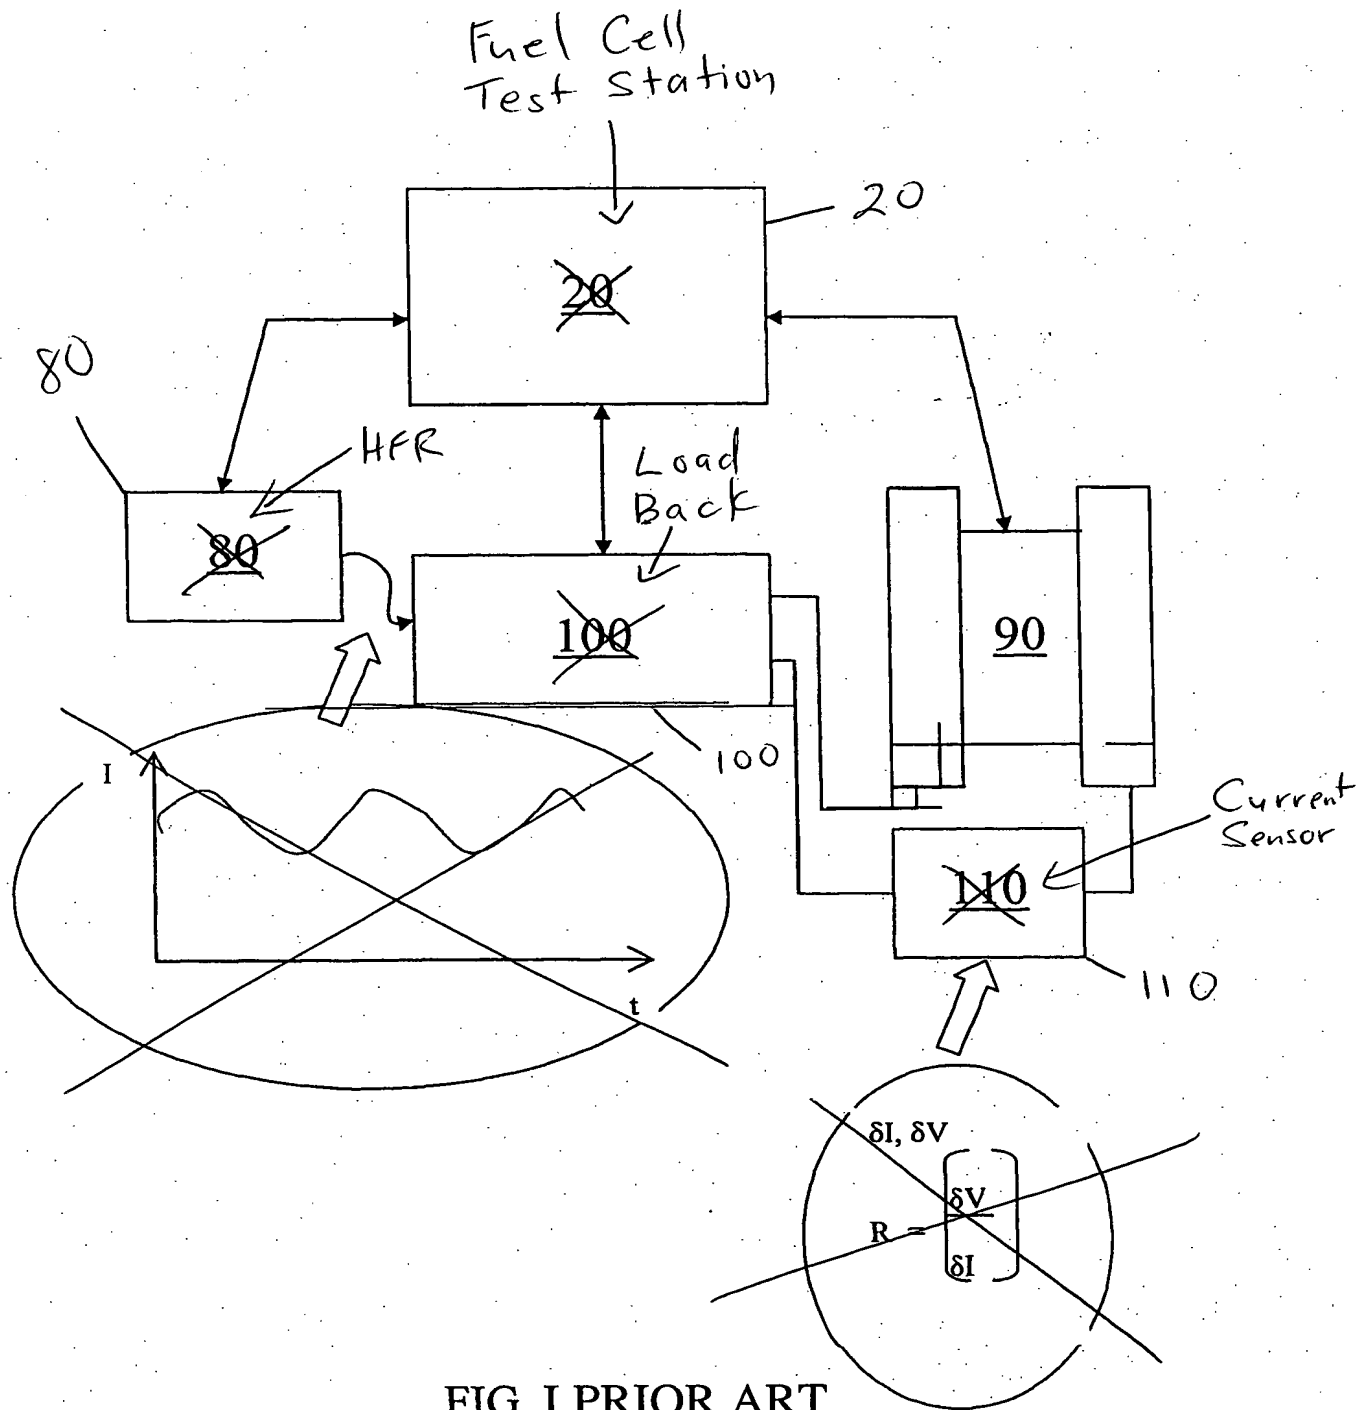 Fuel Cell
Test Station
20
20
80
HFR
Load
Back
80
100
90
100
I
t
Current
Sensor
110
110
δI, δV
R = δV
δI
FIG. I PRIOR ART